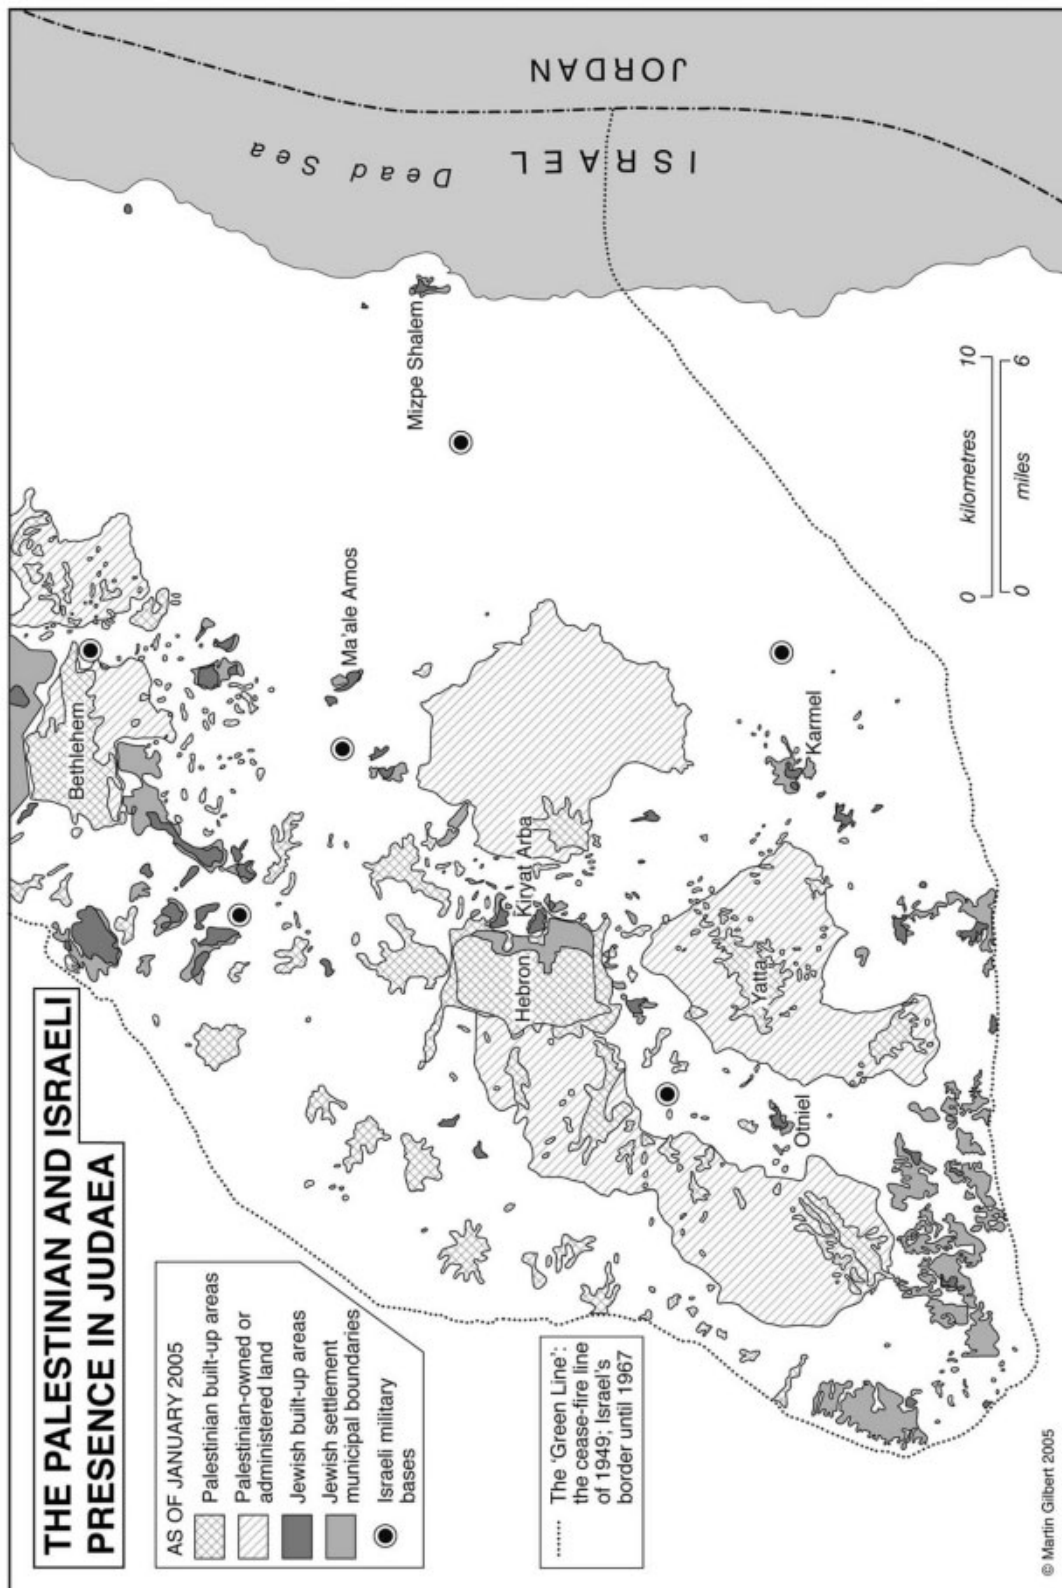 THE PALESTINIAN AND ISRAELI
PRESENCE IN JUDAEA
AS OF JANUARY 2005
Palestinian built-up areas
Palestinian-owned or
administered land
Jewish built-up areas
Jewish settlement
municipal boundaries
Israeli military
bases
The ‘Green Line’:
the cease-fire line
of 1949; Israel's
border until 1967
Bethlehem
Ma'ale Amos
Mizpe Shalem
Dead Sea
ISRAEL
JORDAN
Hebron
Kiryat Arba
Yatta
Karmel
Otniel
0 10
kilometres
miles
0 6
© Martin Gilbert 2005